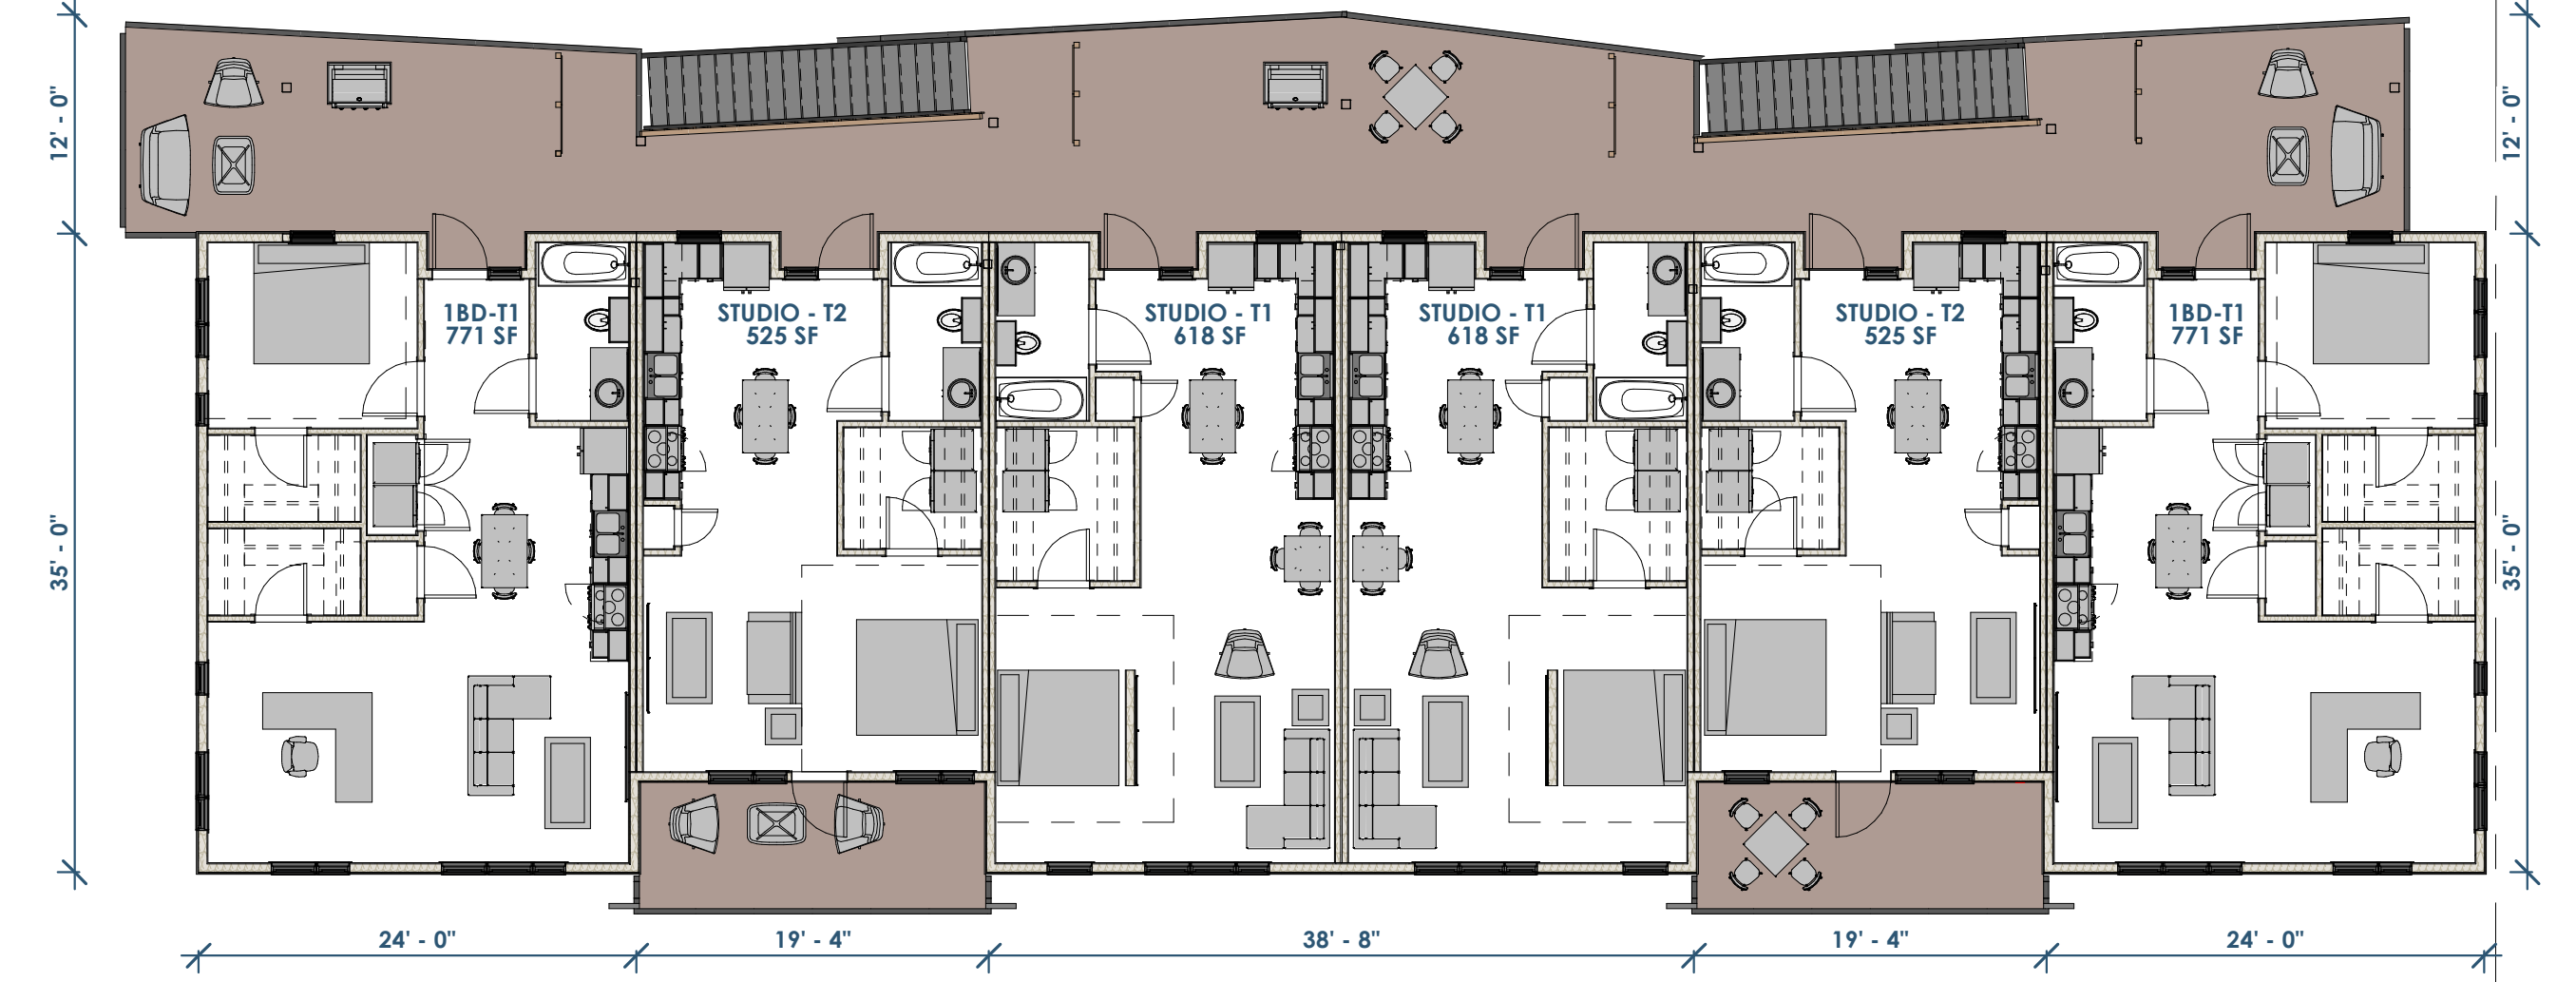 12' - 0"
12' - 0"
1BD-T1
771 SF
STUDIO - T2
525 SF
STUDIO - T1
618 SF
STUDIO - T1
618 SF
STUDIO - T2
525 SF
1BD-T1
771 SF
35' - 0"
35' - 0"
24' - 0"
19' - 4"
38' - 8"
19' - 4"
24' - 0"